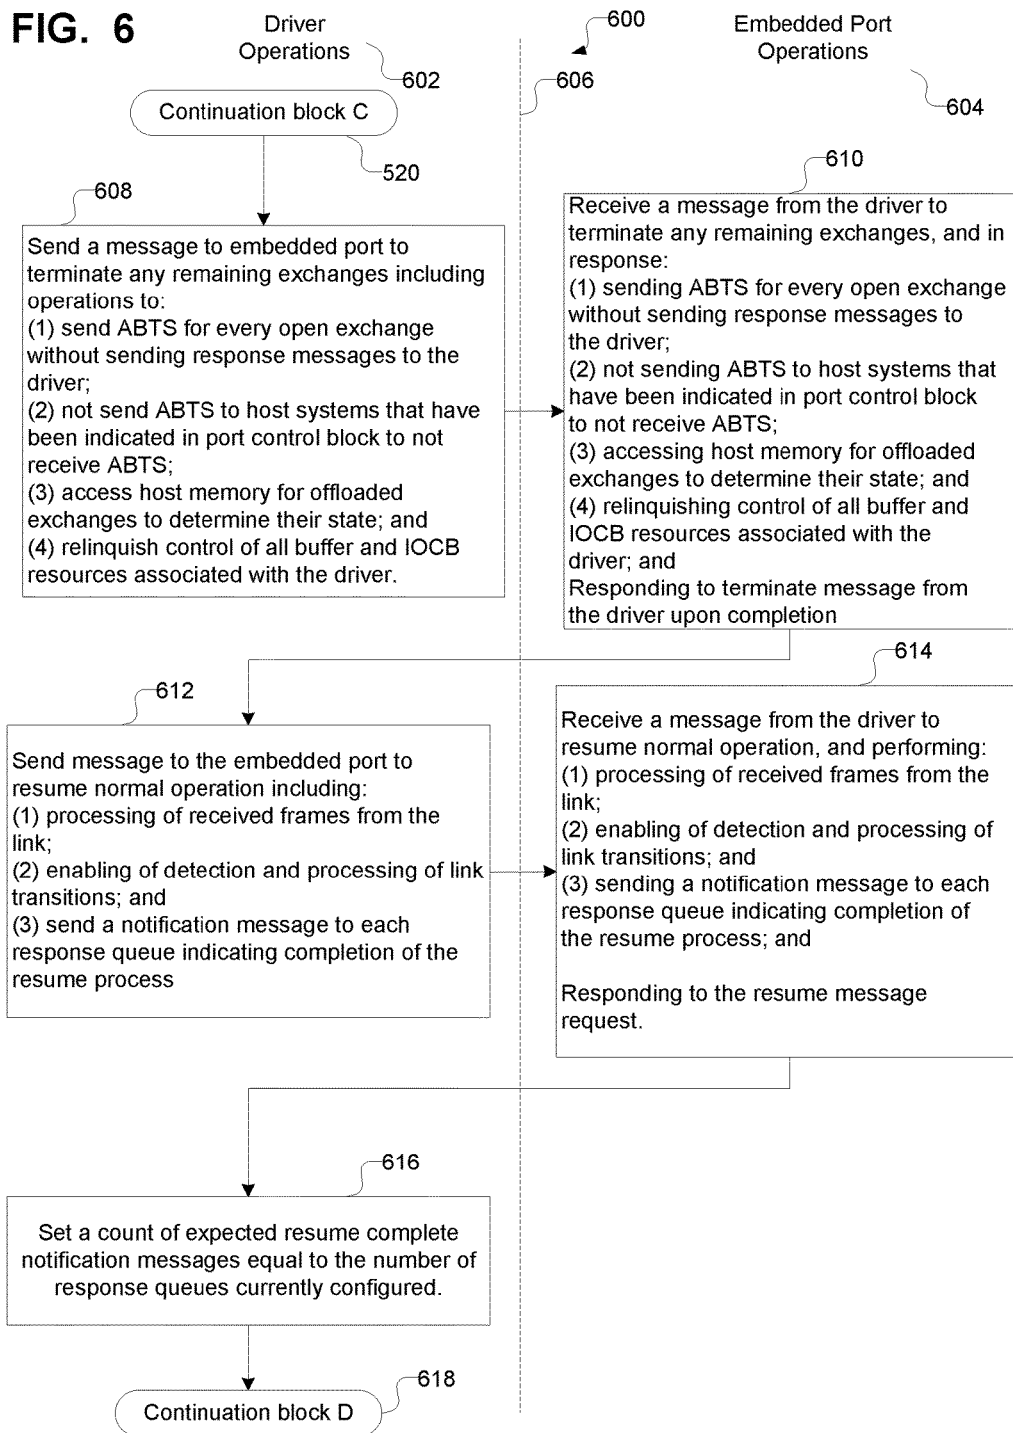 FIG. 6
Driver
Operations
602
600
606
Embedded Port
Operations
604
Continuation block C
520
608
Send a message to embedded port to
terminate any remaining exchanges including
operations to:
(1) send ABTS for every open exchange
without sending response messages to the
driver;
(2) not send ABTS to host systems that have
been indicated in port control block to not
receive ABTS;
(3) access host memory for offloaded
exchanges to determine their state; and
(4) relinquish control of all buffer and IOCB
resources associated with the driver.
610
Receive a message from the driver to
terminate any remaining exchanges, and in
response:
(1) sending ABTS for every open exchange
without sending response messages to
the driver;
(2) not sending ABTS to host systems that
have been indicated in port control block
to not receive ABTS;
(3) accessing host memory for offloaded
exchanges to determine their state; and
(4) relinquishing control of all buffer and
IOCB resources associated with the
driver; and
Responding to terminate message from
the driver upon completion
612
Send message to the embedded port to
resume normal operation including:
(1) processing of received frames from the
link;
(2) enabling of detection and processing of link
transitions; and
(3) send a notification message to each
response queue indicating completion of the
resume process
614
Receive a message from the driver to
resume normal operation, and performing:
(1) processing of received frames from the
link;
(2) enabling of detection and processing of
link transitions; and
(3) sending a notification message to each
response queue indicating completion of
the resume process; and
Responding to the resume message
request.
616
Set a count of expected resume complete
notification messages equal to the number of
response queues currently configured.
618
Continuation block D